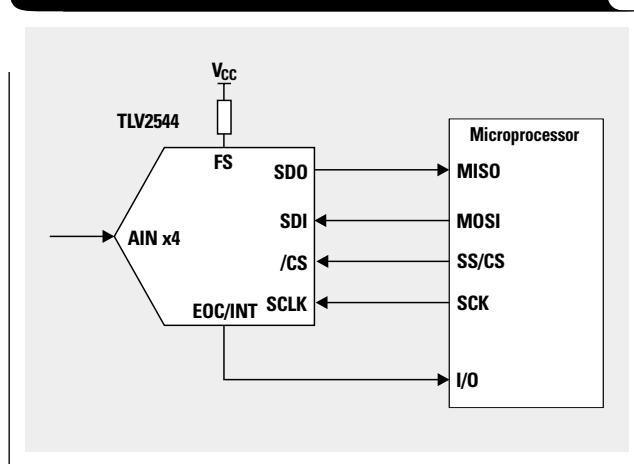 VCC
TLV2544
FS
SDO
SDI
/CS
SCLK
AIN x4
EOC/INT
Microprocessor
MISO
MOSI
SS/CS
SCK
I/O